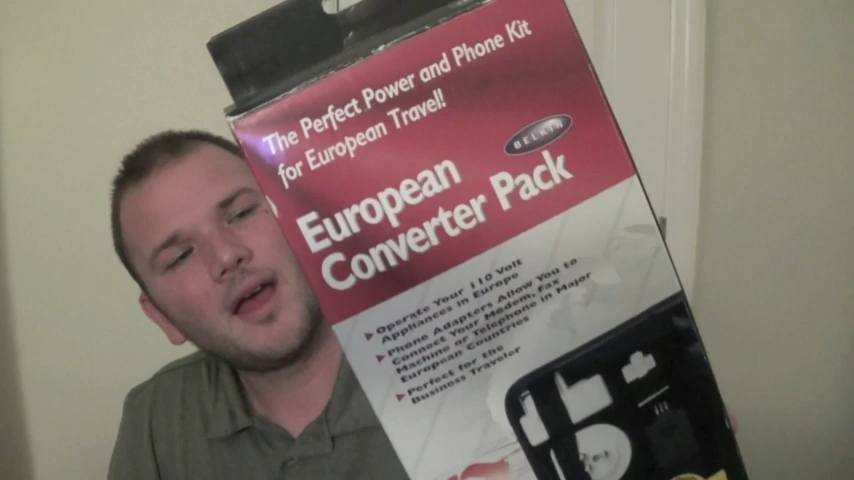 The Perfect Power and Phone Kit
for European Travel!
BELKIN
European
Converter Pack
Operate Your 110 Volt
Appliances in Europe
Phone Adapters Allow You to
Connect Your Modem, Fax
Machine or Telephone in Major
European Countries
Perfect for the
Business Traveler